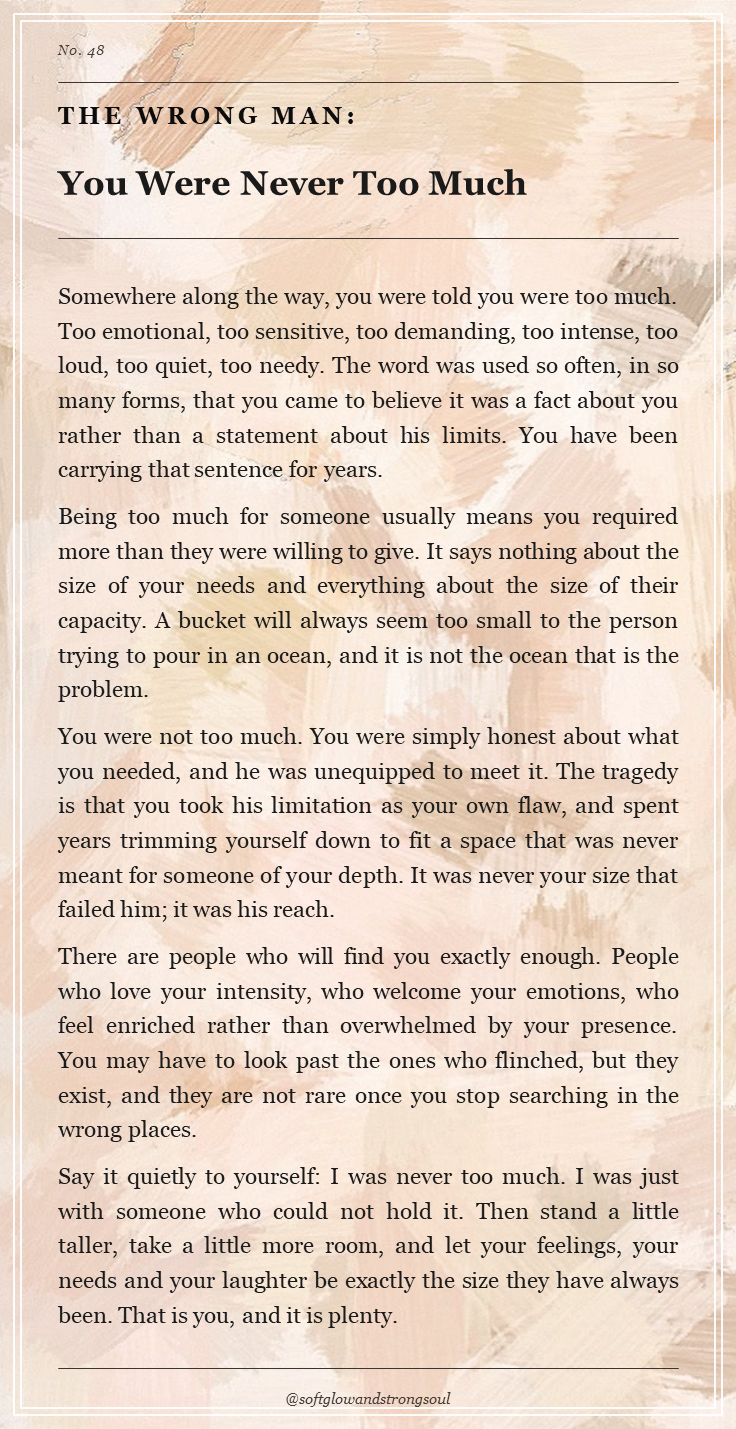 No. 48
THE WRONG MAN:
You Were Never Too Much
Somewhere along the way, you were told you were too much.
Too emotional, too sensitive, too demanding, too intense, too
loud, too quiet, too needy. The word was used so often, in so
many forms, that you came to believe it was a fact about you
rather than a statement about his limits. You have been
carrying that sentence for years.
Being too much for someone usually means you required
more than they were willing to give. It says nothing about the
size of your needs and everything about the size of their
capacity. A bucket will always seem too small to the person
trying to pour in an ocean, and it is not the ocean that is the
problem.
You were not too much. You were simply honest about what
you needed, and he was unequipped to meet it. The tragedy
is that you took his limitation as your own flaw, and spent
years trimming yourself down to fit a space that was never
meant for someone of your depth. It was never your size that
failed him; it was his reach.
There are people who will find you exactly enough. People
who love your intensity, who welcome your emotions, who
feel enriched rather than overwhelmed by your presence.
You may have to look past the ones who flinched, but they
exist, and they are not rare once you stop searching in the
wrong places.
Say it quietly to yourself: I was never too much. I was just
with someone who could not hold it. Then stand a little
taller, take a little more room, and let your feelings, your
needs and your laughter be exactly the size they have always
been. That is you, and it is plenty.
@softglowandstrongsoul